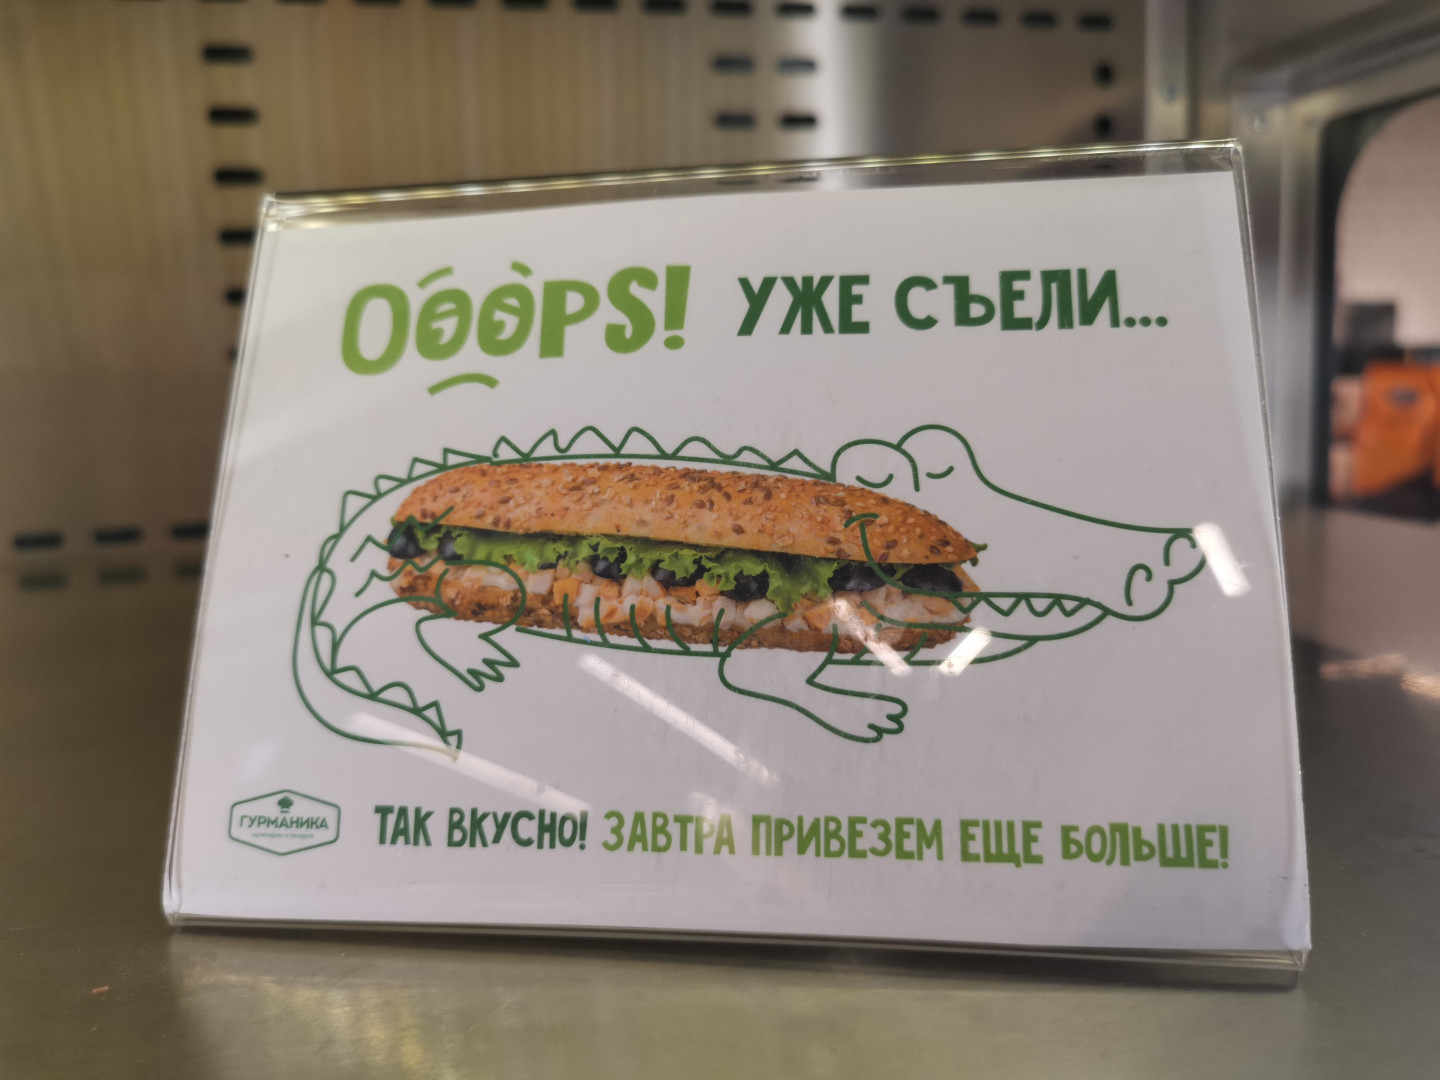 OOOPS! УЖЕ СЪЕЛИ...
ГУРМАНИКА
ТАК ВКУСНО! ЗАВТРА ПРИВЕЗЕМ ЕЩЕ БОЛЬШЕ!